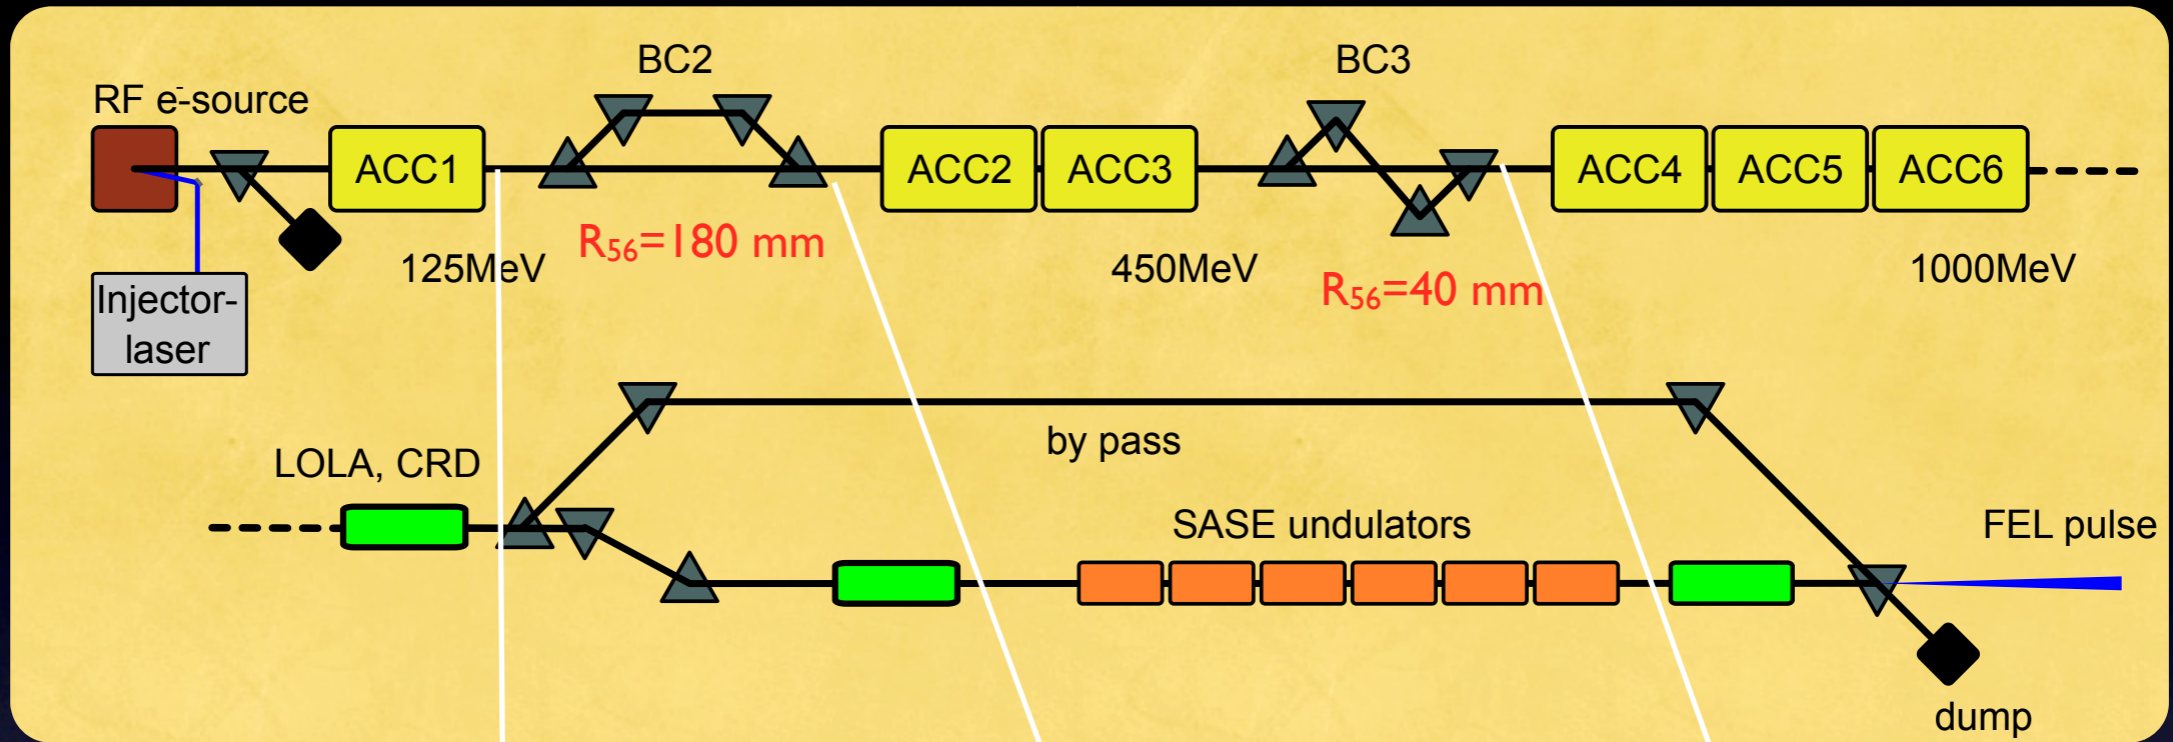 BC2
BC3
RF e⁻-source
ACC1
ACC2
ACC3
ACC4
ACC5
ACC6
R₅₆=180 mm
125MeV
450MeV
R₅₆=40 mm
1000MeV
Injector-
laser
by pass
LOLA, CRD
SASE undulators
FEL pulse
dump